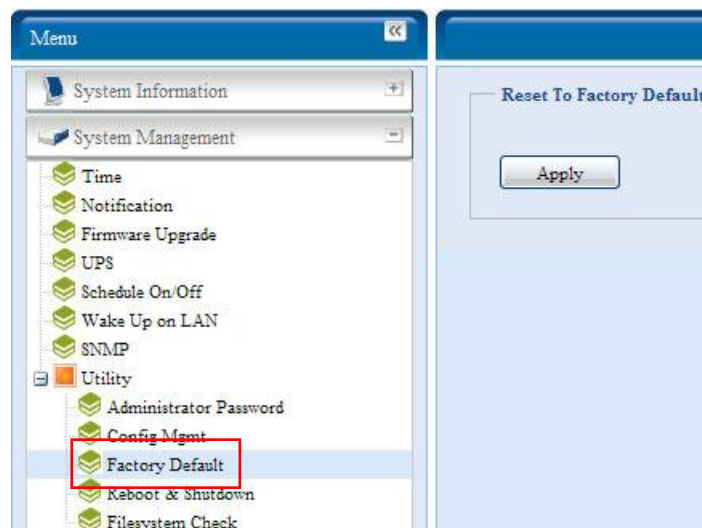 Menu
System Information
System Management
Time
Notification
Firmware Upgrade
UPS
Schedule On/Off
Wake Up on LAN
SNMP
Utility
Administrator Password
Config Mgmt
Factory Default
Reboot & Shutdown
Filesystem Check
Reset To Factory Default
Apply